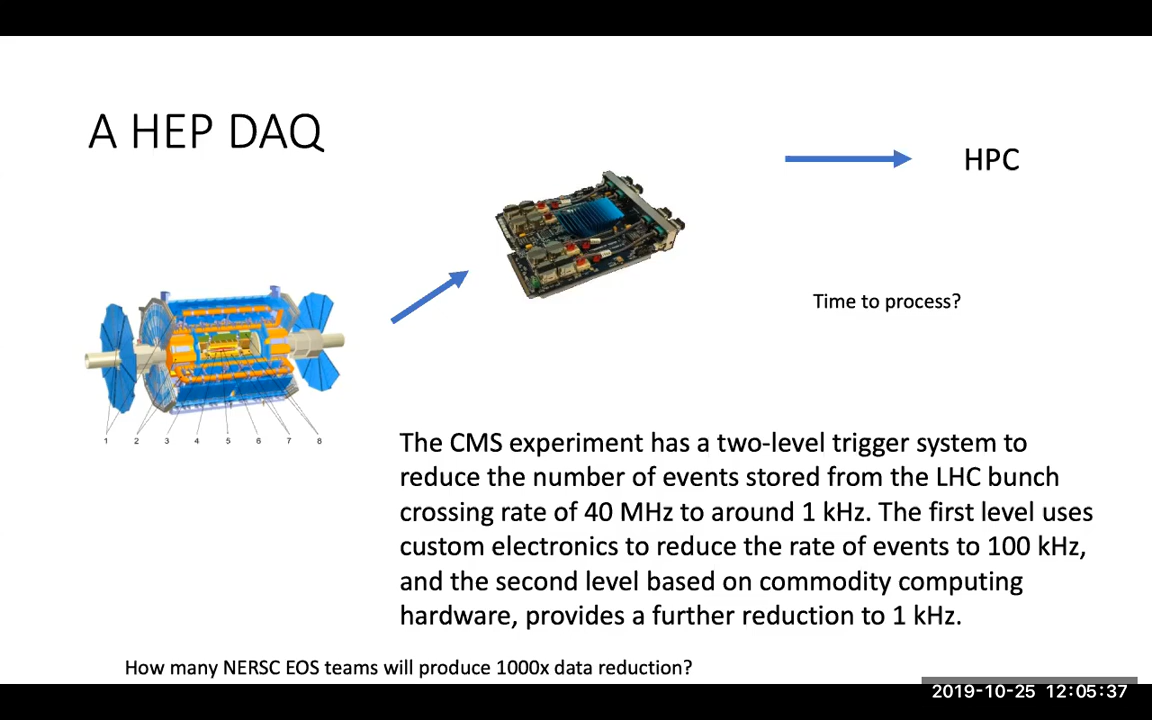 A HEP DAQ
HPC
Time to process?
1 2 3 4 5 6 7 8
The CMS experiment has a two-level trigger system to
reduce the number of events stored from the LHC bunch
crossing rate of 40 MHz to around 1 kHz. The first level uses
custom electronics to reduce the rate of events to 100 kHz,
and the second level based on commodity computing
hardware, provides a further reduction to 1 kHz.
How many NERSC EOS teams will produce 1000x data reduction?
2019-10-25 12:05:37